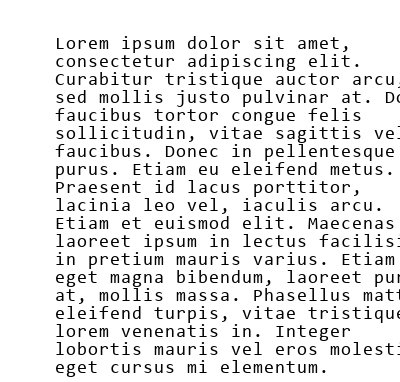 Lorem ipsum dolor sit amet,
consectetur adipiscing elit.
Curabitur tristique auctor arcu,
sed mollis justo pulvinar at. Do
faucibus tortor congue felis
sollicitudin, vitae sagittis vel
faucibus. Donec in pellentesque
purus. Etiam eu eleifend metus.
Praesent id lacus porttitor,
lacinia leo vel, iaculis arcu.
Etiam et euismod elit. Maecenas
laoreet ipsum in lectus facilisi
in pretium mauris varius. Etiam
eget magna bibendum, laoreet pur
at, mollis massa. Phasellus matt
eleifend turpis, vitae tristique
lorem venenatis in. Integer
lobortis mauris vel eros molesti
eget cursus mi elementum.